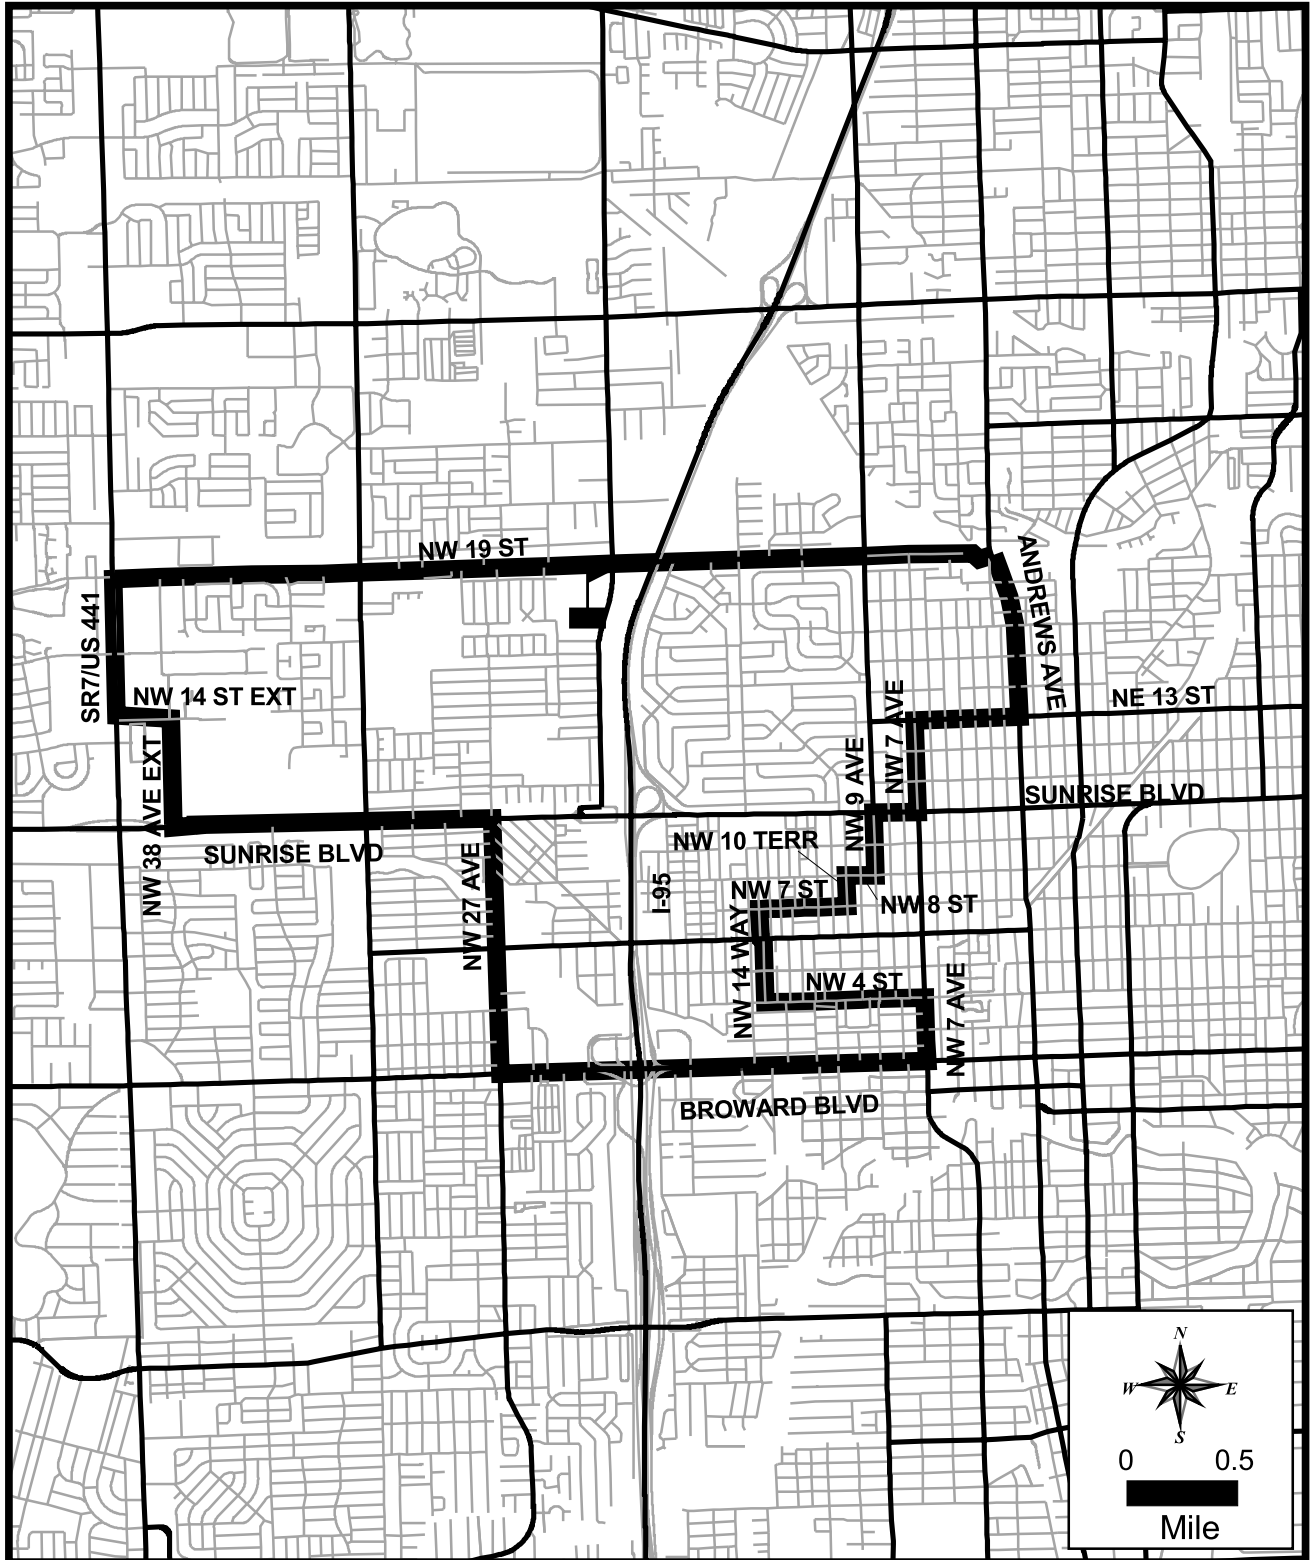 NW 19 ST
ANDREWS AVE
SR7/US 441
NW 14 ST EXT
NE 13 ST
NW 7 AVE
NW 9 AVE
NW 38 AVE EXT
SUNRISE BLVD
SUNRISE BLVD
NW 10 TERR
NW 27 AVE
I-95
NW 7 ST
NW 8 ST
NW 14 WAY
NW 4 ST
NW 7 AVE
BROWARD BLVD
N
W E
S
0 0.5
Mile